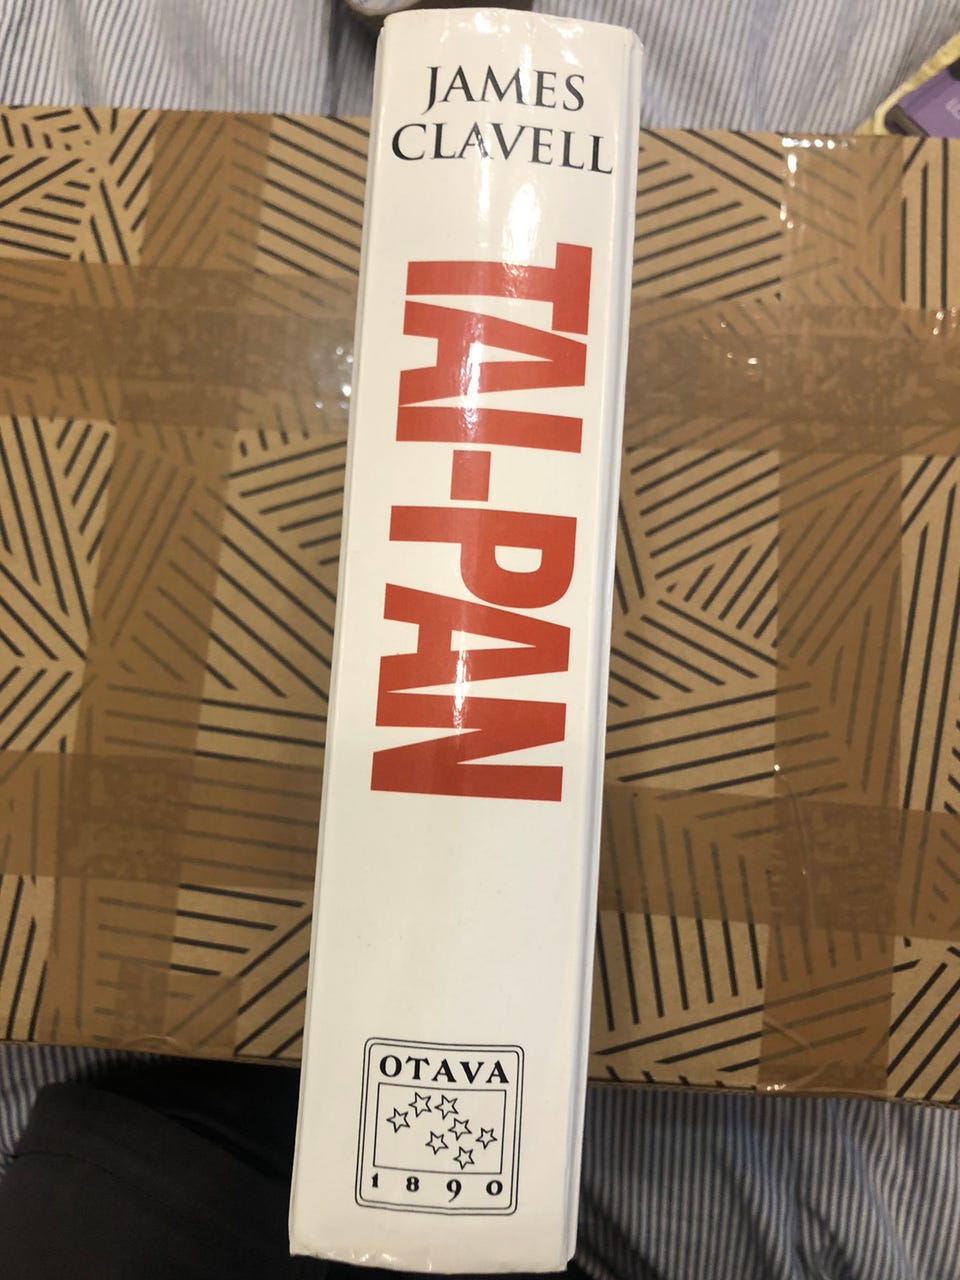 JAMES
CLAVELL
TAI-PAN
OTAVA
1890